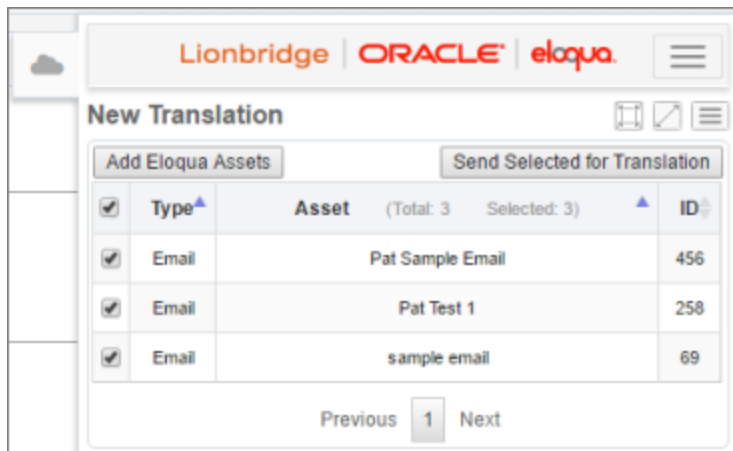 Lionbridge | ORACLE® | eloqua.
New Translation
Add Eloqua Assets Send Selected for Translation
Type Asset (Total: 3 Selected: 3) ID
Email Pat Sample Email 456
Email Pat Test 1 258
Email sample email 69
Previous 1 Next